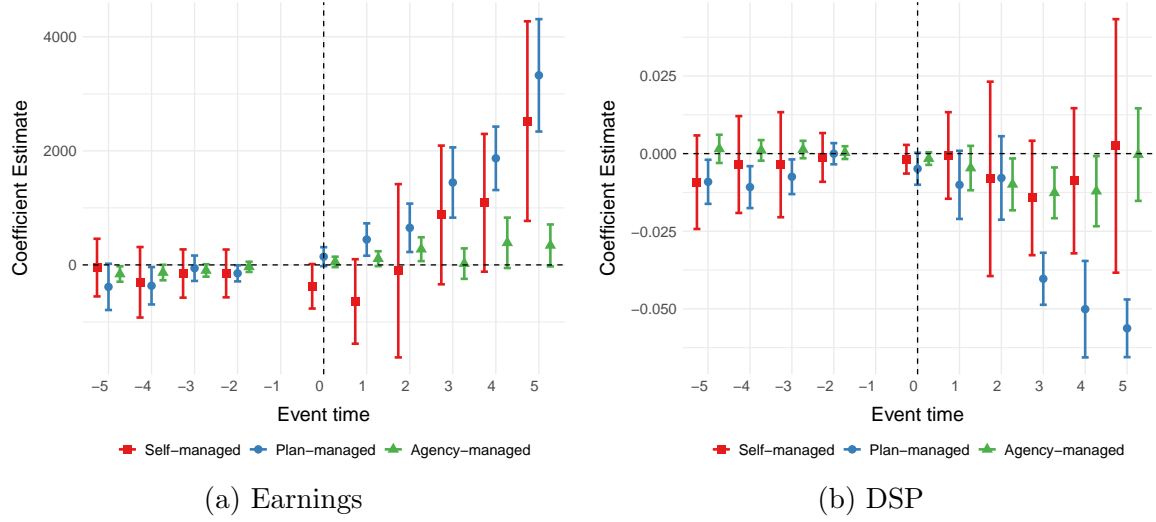 4000
2000
0
Coefficient Estimate
−5 −4 −3 −2 −1 0 1 2 3 4 5
Event time
Self−managed Plan−managed Agency−managed
(a) Earnings
0.025
0.000
−0.025
−0.050
Coefficient Estimate
−5 −4 −3 −2 −1 0 1 2 3 4 5
Event time
Self−managed Plan−managed Agency−managed
(b) DSP